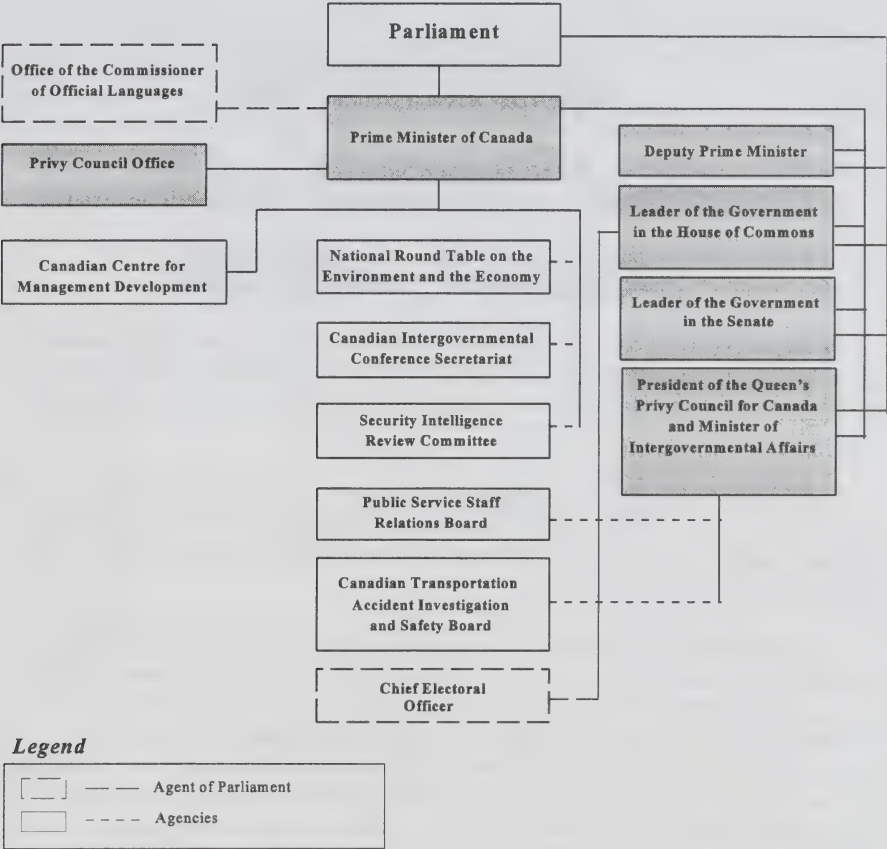 Parliament
Office of the Commissioner
of Official Languages
Prime Minister of Canada
Privy Council Office
Deputy Prime Minister
Leader of the Government
in the House of Commons
Canadian Centre for
Management Development
National Round Table on the
Environment and the Economy
Leader of the Government
in the Senate
Canadian Intergovernmental
Conference Secretariat
President of the Queen's
Privy Council for Canada
and Minister of
Intergovernmental Affairs
Security Intelligence
Review Committee
Public Service Staff
Relations Board
Canadian Transportation
Accident Investigation
and Safety Board
Chief Electoral
Officer
Legend
Agent of Parliament
Agencies